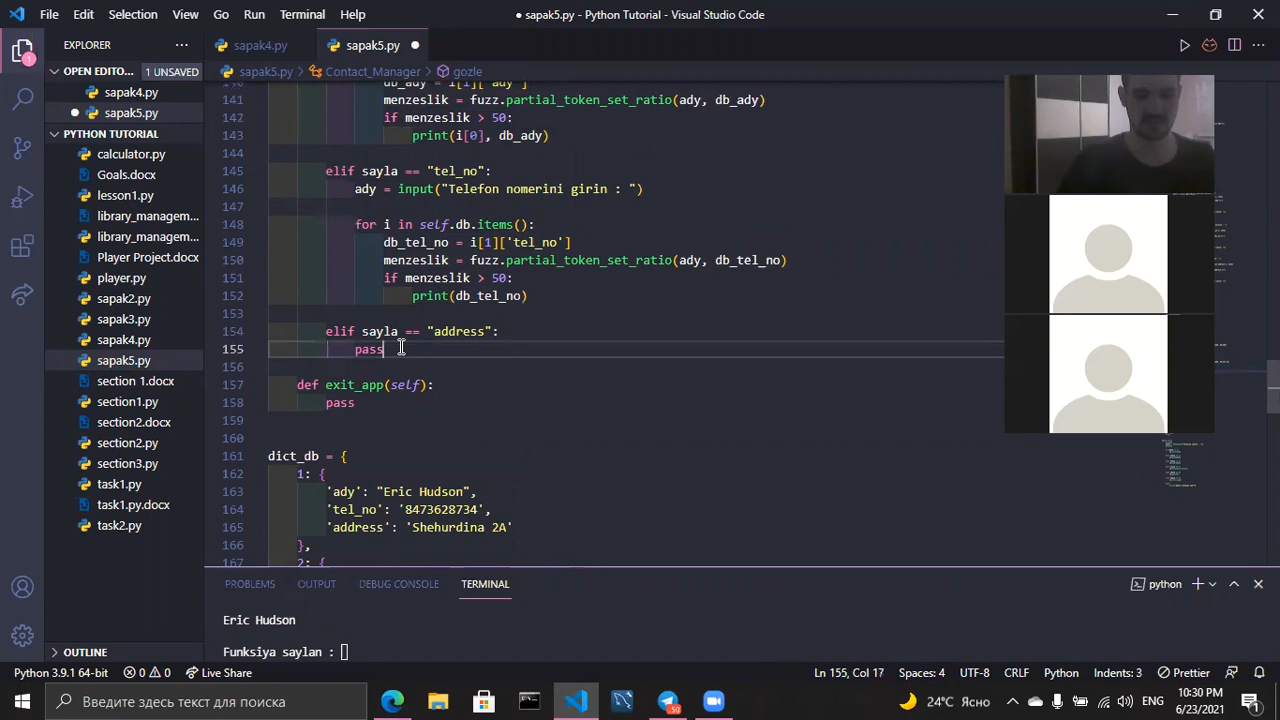 File Edit Selection View Go Run Terminal Help
● sapak5.py - Python Tutorial - Visual Studio Code
EXPLORER
OPEN EDITO... 1 UNSAVED
sapak4.py
sapak5.py
PYTHON TUTORIAL
calculator.py
Goals.docx
lesson1.py
library_managem...
library_managem...
Player Project.docx
player.py
sapak2.py
sapak3.py
sapak4.py
sapak5.py
section 1.docx
section1.py
section2.docx
section2.py
section3.py
task1.py
task1.py.docx
task2.py
OUTLINE
sapak4.py sapak5.py
sapak5.py > Contact_Manager > gozle
140 db_ady = i[1]['ady']
141 menzeslik = fuzz.partial_token_set_ratio(ady, db_ady)
142 if menzeslik > 50:
143 print(i[0], db_ady)
144
145 elif sayla == "tel_no":
146 ady = input("Telefon nomerini girin : ")
147
148 for i in self.db.items():
149 db_tel_no = i[1]['tel_no']
150 menzeslik = fuzz.partial_token_set_ratio(ady, db_tel_no)
151 if menzeslik > 50:
152 print(db_tel_no)
153
154 elif sayla == "address":
155 pass
156
157 def exit_app(self):
158 pass
159
160
161 dict_db = {
162 1: {
163 'ady': "Eric Hudson",
164 'tel_no': '8473628734',
165 'address': 'Shehurdina 2A'
166 },
167 2: {
PROBLEMS OUTPUT DEBUG CONSOLE TERMINAL
python
Eric Hudson
Funksiya saylan :
Python 3.9.1 64-bit 0 0 Live Share
Ln 155, Col 17 Spaces: 4 UTF-8 CRLF Python Indents: 3 Prettier
Введите здесь текст для поиска
24°C Ясно ENG 10:30 PM
6/23/2021